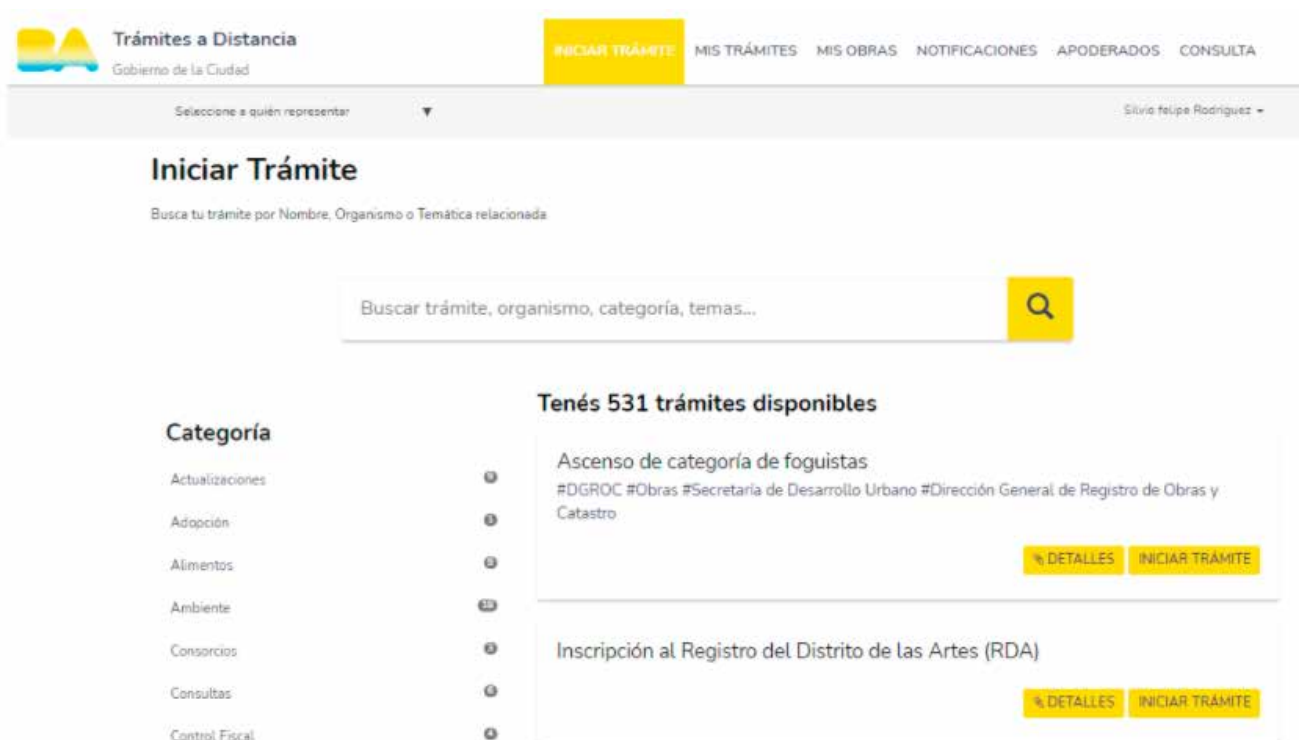 BA
Trámites a Distancia
Gobierno de la Ciudad
INICIAR TRÁMITE
MIS TRÁMITES
MIS OBRAS
NOTIFICACIONES
APODERADOS
CONSULTA
Seleccione a quién representar ▼
Silvio felipe Rodriguez
Iniciar Trámite
Busca tu trámite por Nombre, Organismo o Temática relacionada
Buscar trámite, organismo, categoría, temas...
Categoría
Actualizaciones
Adopción
Alimentos
Ambiente
Consorcios
Consultas
Control Fiscal
Tenés 531 trámites disponibles
Ascenso de categoría de foguistas
#DGROC #Obras #Secretaría de Desarrollo Urbano #Dirección General de Registro de Obras y
Catastro
DETALLES
INICIAR TRÁMITE
Inscripción al Registro del Distrito de las Artes (RDA)
DETALLES
INICIAR TRÁMITE